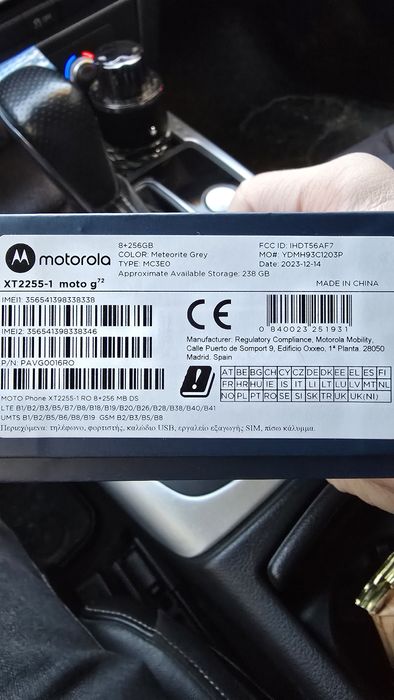 motorola
XT2255-1 moto g72
8+256GB
COLOR: Meteorite Grey
TYPE: MC3E0
Approximate Available Storage: 238 GB
FCC ID: IHDT56AF7
MO#: YDMH93C1203P
Date: 2023-12-14
MADE IN CHINA
IMEI1: 356541398338338
IMEI2: 356541398338346
P/N: PAVG0016RO
CE
0 840023 251931
Manufacturer: Regulatory Compliance, Motorola Mobility,
Calle Puerto de Somport 9, Edificio Oxxeo, 1ª Planta. 28050
Madrid. Spain
AT BE BG CH CY CZ DE DK EE EL ES FI
FR HR HU IE IS IT LI LT LU LV MT NL
NO PL PT RO SE SI SK TR UK UK(NI)
MOTO Phone XT2255-1 RO 8+256 MB DS
LTE B1/B2/B3/B5/B7/B8/B18/B19/B20/B26/B28/B38/B40/B41
UMTS B1/B2/B5/B6/B8/B19 GSM B2/B3/B5/B8
Περιεχόμενα: τηλέφωνο, φορτιστής, καλώδιο USB, εργαλείο εξαγωγής SIM, πίσω κάλυμμα.